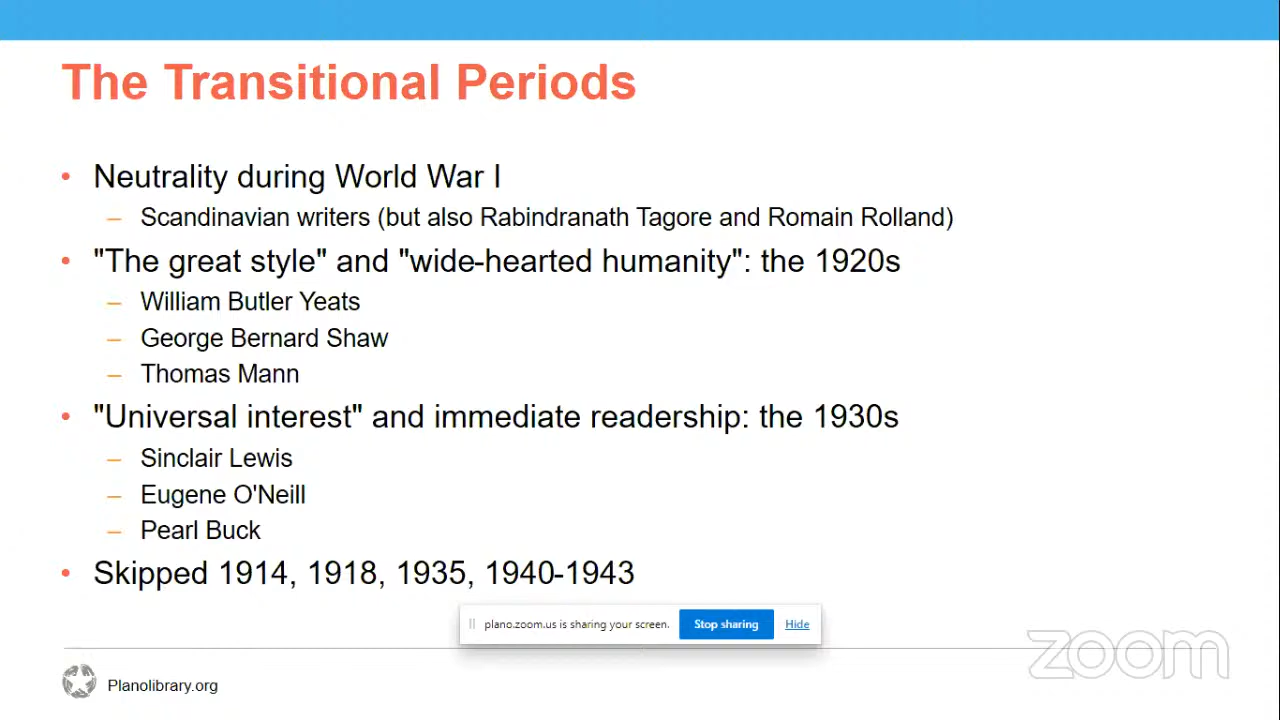 The Transitional Periods
• Neutrality during World War I
– Scandinavian writers (but also Rabindranath Tagore and Romain Rolland)
• "The great style" and "wide-hearted humanity": the 1920s
– William Butler Yeats
– George Bernard Shaw
– Thomas Mann
• "Universal interest" and immediate readership: the 1930s
– Sinclair Lewis
– Eugene O'Neill
– Pearl Buck
• Skipped 1914, 1918, 1935, 1940-1943
plano.zoom.us is sharing your screen. Stop sharing Hide
zoom
Planolibrary.org